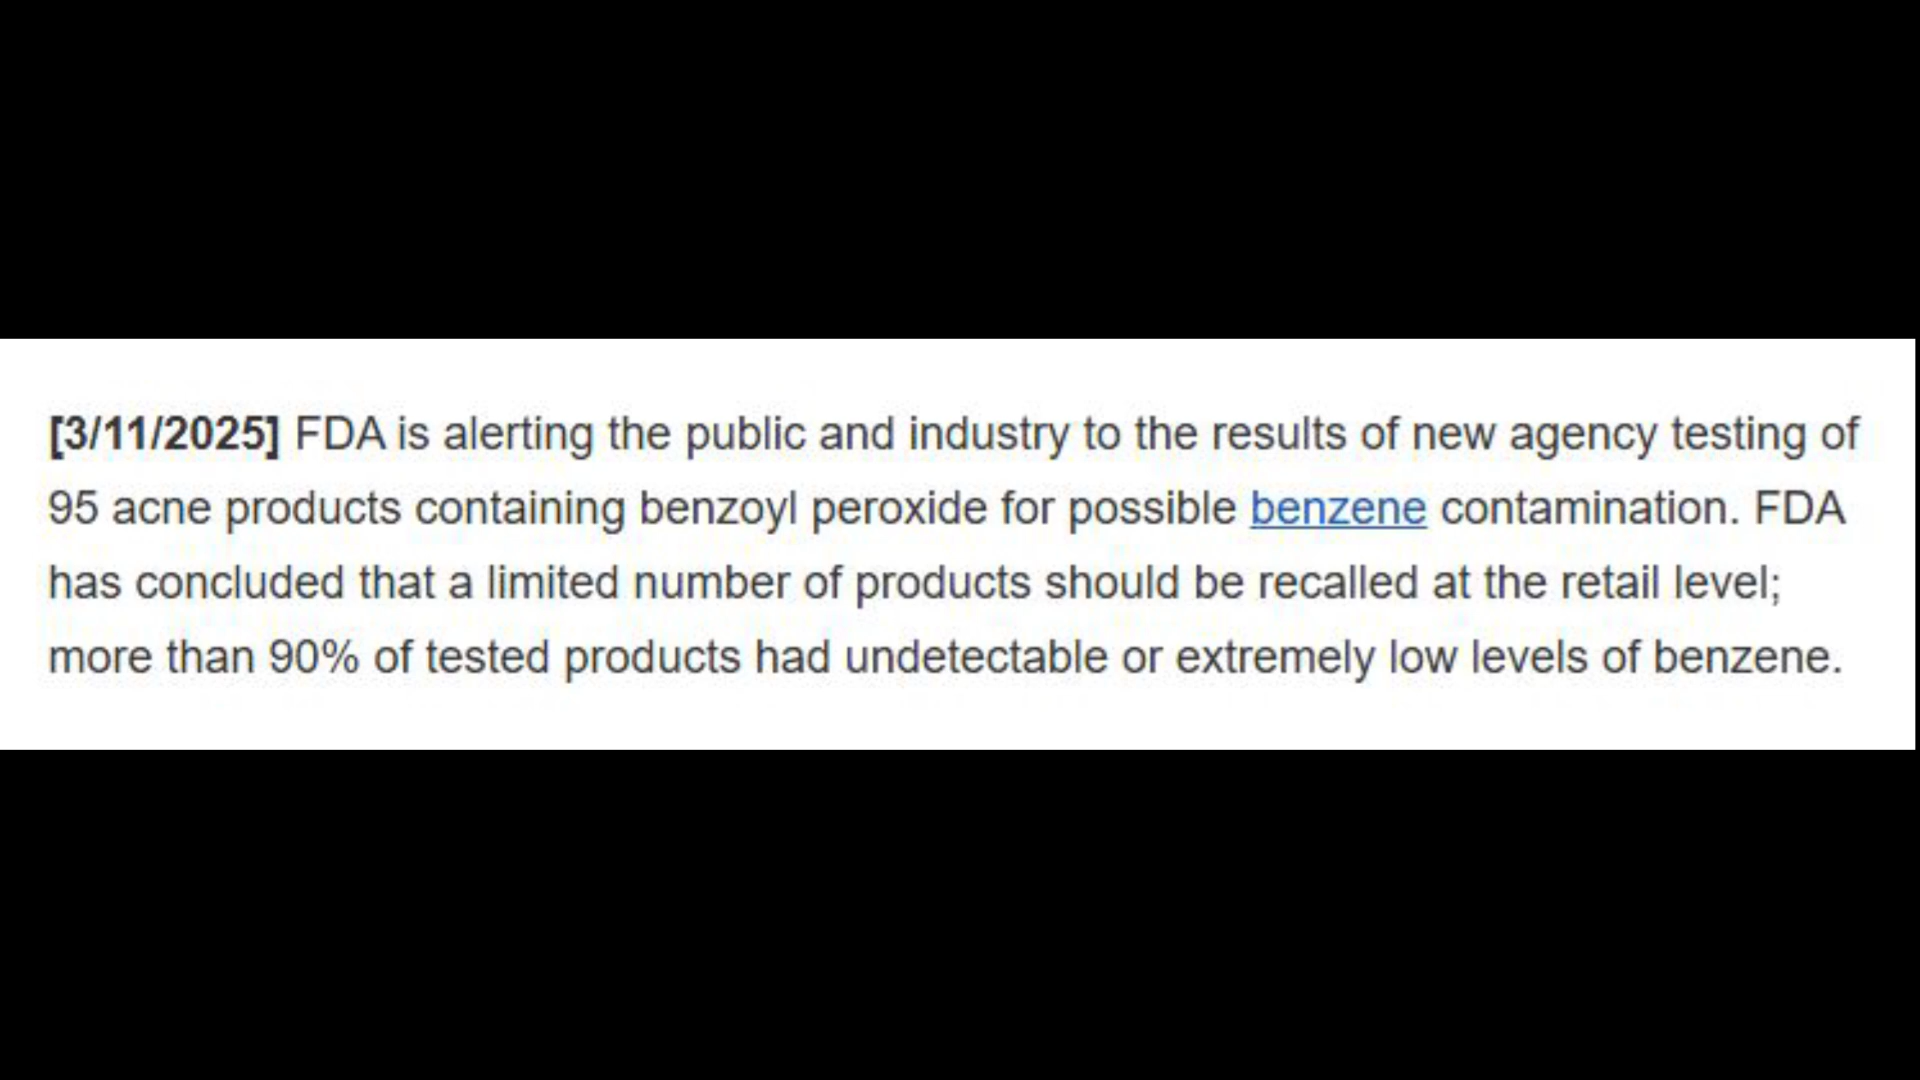 [3/11/2025] FDA is alerting the public and industry to the results of new agency testing of
95 acne products containing benzoyl peroxide for possible benzene contamination. FDA
has concluded that a limited number of products should be recalled at the retail level;
more than 90% of tested products had undetectable or extremely low levels of benzene.